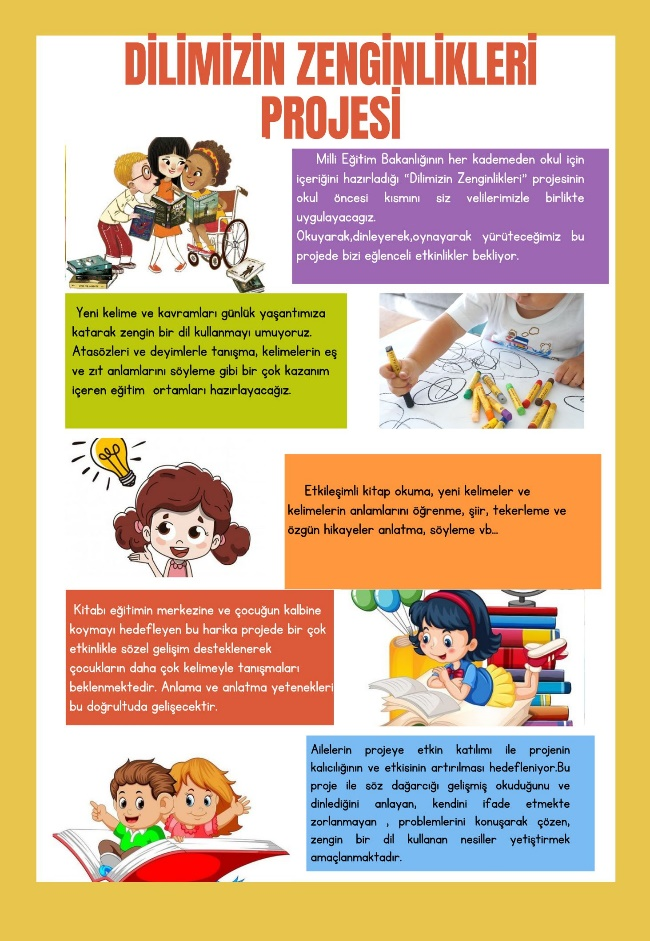 DİLİMİZİN ZENGİNLİKLERİ
PROJESİ
Milli Eğitim Bakanlığının her kademeden okul için
içeriğini hazırladığı "Dilimizin Zenginlikleri" projesinin
okul öncesi kısmını siz velilerimizle birlikte
uygulayacagız.
Okuyarak,dinleyerek,oynayarak yürüteceğimiz bu
projede bizi eğlenceli etkinlikler bekliyor.
Yeni kelime ve kavramları günlük yaşantımıza
katarak zengin bir dil kullanmayı umuyoruz.
Atasözleri ve deyimlerle tanışma, kelimelerin eş
ve zıt anlamlarını söyleme gibi bir çok kazanım
içeren eğitim ortamları hazırlayacağız.
Etkileşimli kitap okuma, yeni kelimeler ve
kelimelerin anlamlarını öğrenme, şiir, tekerleme ve
özgün hikayeler anlatma, söyleme vb...
Kitabı eğitimin merkezine ve çocuğun kalbine
koymayı hedefleyen bu harika projede bir çok
etkinlikle sözel gelişim desteklenerek
çocukların daha çok kelimeyle tanışmaları
beklenmektedir. Anlama ve anlatma yetenekleri
bu doğrultuda gelişecektir.
Ailelerin projeye etkin katılımı ile projenin
kalıcılığının ve etkisinin artırılması hedefleniyor.Bu
proje ile söz dağarcığı gelişmiş okuduğunu ve
dinlediğini anlayan, kendini ifade etmekte
zorlanmayan , problemlerini konuşarak çözen,
zengin bir dil kullanan nesiller yetiştirmek
amaçlanmaktadır.